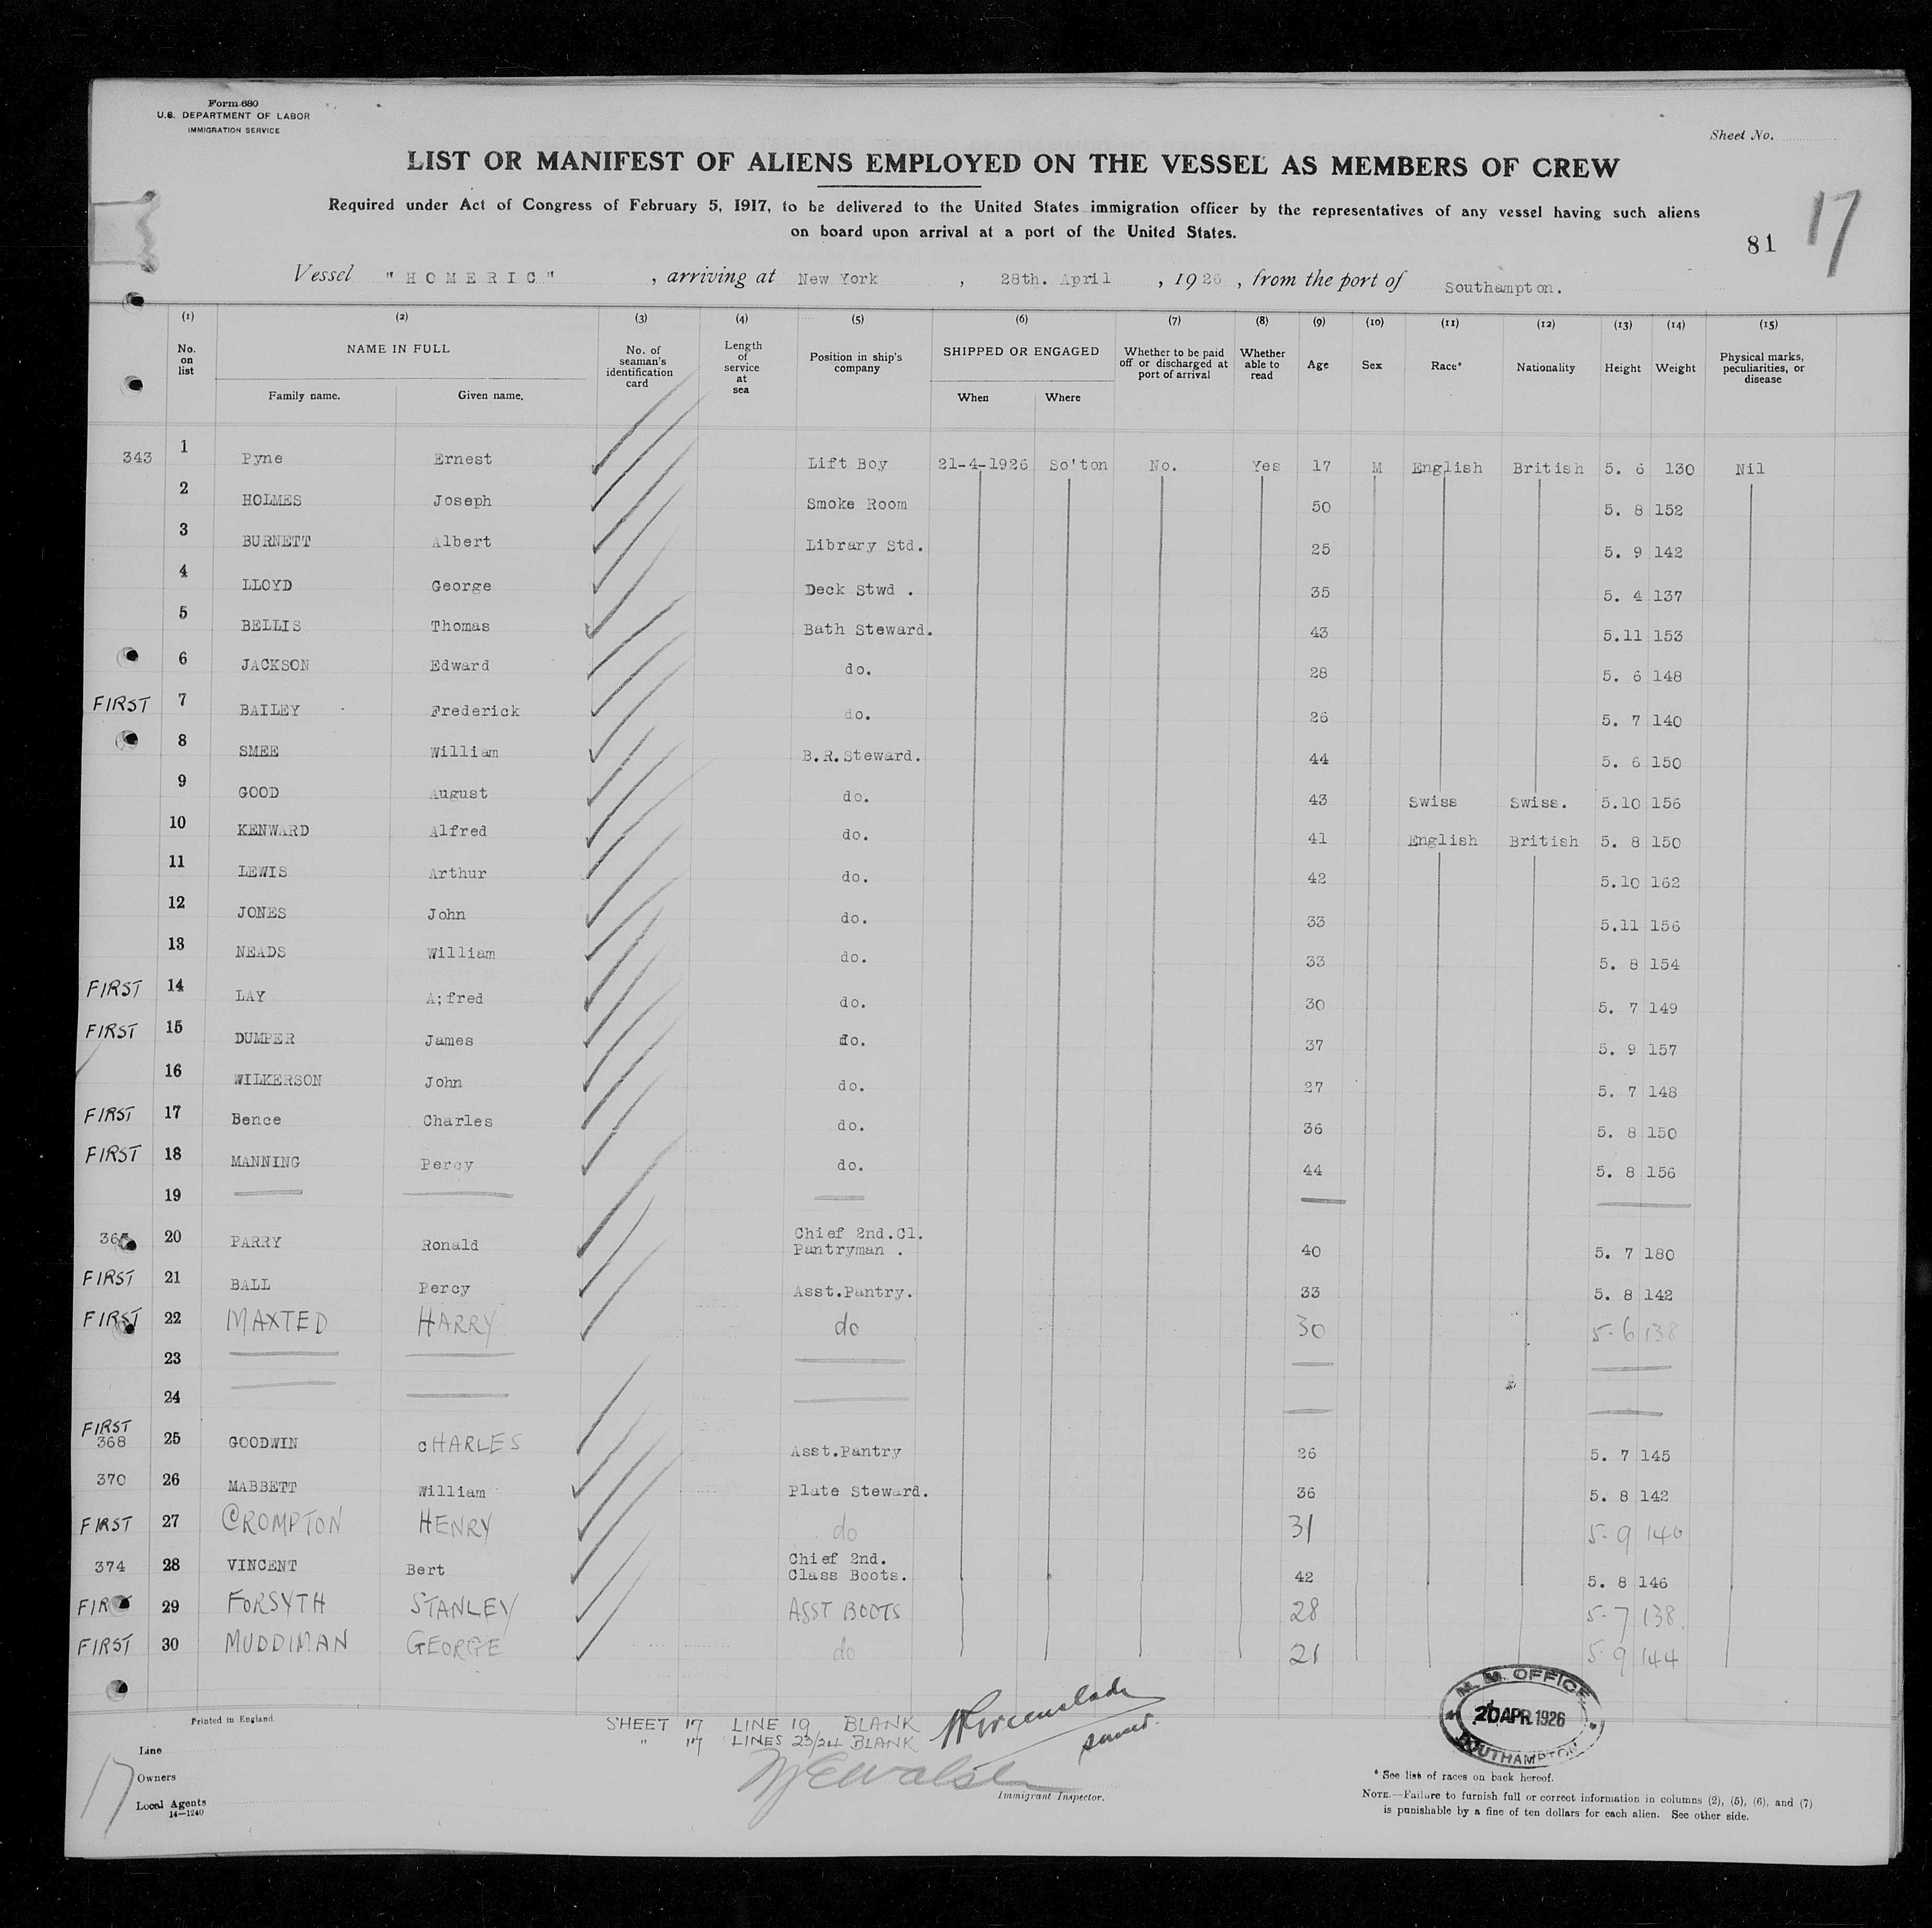 Form 680
U.S. DEPARTMENT OF LABOR
IMMIGRATION SERVICE
Sheet No.
LIST OR MANIFEST OF ALIENS EMPLOYED ON THE VESSEL AS MEMBERS OF CREW
Required under Act of Congress of February 5, 1917, to be delivered to the United States immigration officer by the representatives of any vessel having such aliens
on board upon arrival at a port of the United States.
81 17
Vessel "HOMERIC", arriving at New York, 28th. April, 1926, from the port of Southampton.
(1) (2) (3) (4) (5) (6) (7) (8) (9) (10) (11) (12) (13) (14) (15)
No. on list NAME IN FULL Family name. Given name. No. of seaman's identification card Length of service at sea Position in ship's company SHIPPED OR ENGAGED When Where Whether to be paid off or discharged at port of arrival Whether able to read Age Sex Race* Nationality Height Weight Physical marks, peculiarities, or disease
343 1 Pyne Ernest Lift Boy 21-4-1926 So'ton No. Yes 17 M English British 5. 6 130 Nil
2 HOLMES Joseph Smoke Room 50 5. 8 152
3 BURNETT Albert Library Std. 25 5. 9 142
4 LLOYD George Deck Stwd . 35 5. 4 137
5 BELLIS Thomas Bath Steward. 43 5.11 153
6 JACKSON Edward do. 28 5. 6 148
FIRST 7 BAILEY Frederick do. 26 5. 7 140
8 SMEE William B.R.Steward. 44 5. 6 150
9 GOOD August do. 43 Swiss Swiss. 5.10 156
10 KENWARD Alfred do. 41 English British 5. 8 150
11 LEWIS Arthur do. 42 5.10 162
12 JONES John do. 33 5.11 156
13 NEADS William do. 33 5. 8 154
FIRST 14 LAY A;fred do. 30 5. 7 149
FIRST 15 DUMPER James do. 37 5. 9 157
16 WILKERSON John do. 27 5. 7 148
FIRST 17 Bence Charles do. 36 5. 8 150
FIRST 18 MANNING Percy do. 44 5. 8 156
19
20 PARRY Ronald Chief 2nd.Cl. Pantryman . 40 5. 7 180
FIRST 21 BALL Percy Asst.Pantry. 33 5. 8 142
FIRST 22 MAXTED HARRY do 30 5-6 138
23
24
FIRST
368 25 GOODWIN CHARLES Asst.Pantry 26 5. 7 145
370 26 MABBETT William Plate Steward. 36 5. 8 142
FIRST 27 CROMPTON HENRY do 31 5-9 140
374 28 VINCENT Bert Chief 2nd. Class Boots. 42 5. 8 146
FIRST 29 FORSYTH STANLEY ASST BOOTS 28 5-7 138
FIRST 30 MUDDIMAN GEORGE do 21 5-9 144
Printed in England.
SHEET 17 LINE 19 BLANK
" 17 LINES 23/24 BLANK
M.M. OFFICE
20 APR 1926
SOUTHAMPTON
Line
Owners
Local Agents
14—1240
17
Immigrant Inspector.
* See list of races on back hereof.
NOTE.—Failure to furnish full or correct information in columns (2), (5), (6), and (7)
is punishable by a fine of ten dollars for each alien. See other side.